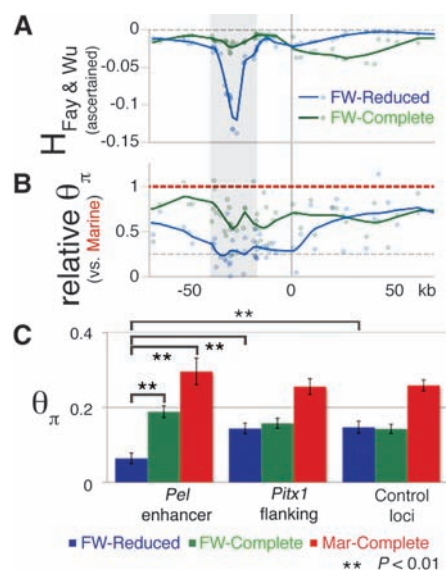 A
H Fay & Wu
(ascertained)
0
-0.05
-0.1
-0.15
FW-Reduced
FW-Complete
B
relative θπ
(vs. Marine)
1
0.5
0
-50
0
50
kb
C
θπ
0.4
0.2
0
**
**
**
**
Pel
enhancer
Pitx1
flanking
Control
loci
FW-Reduced
FW-Complete
Mar-Complete
** P < 0.01